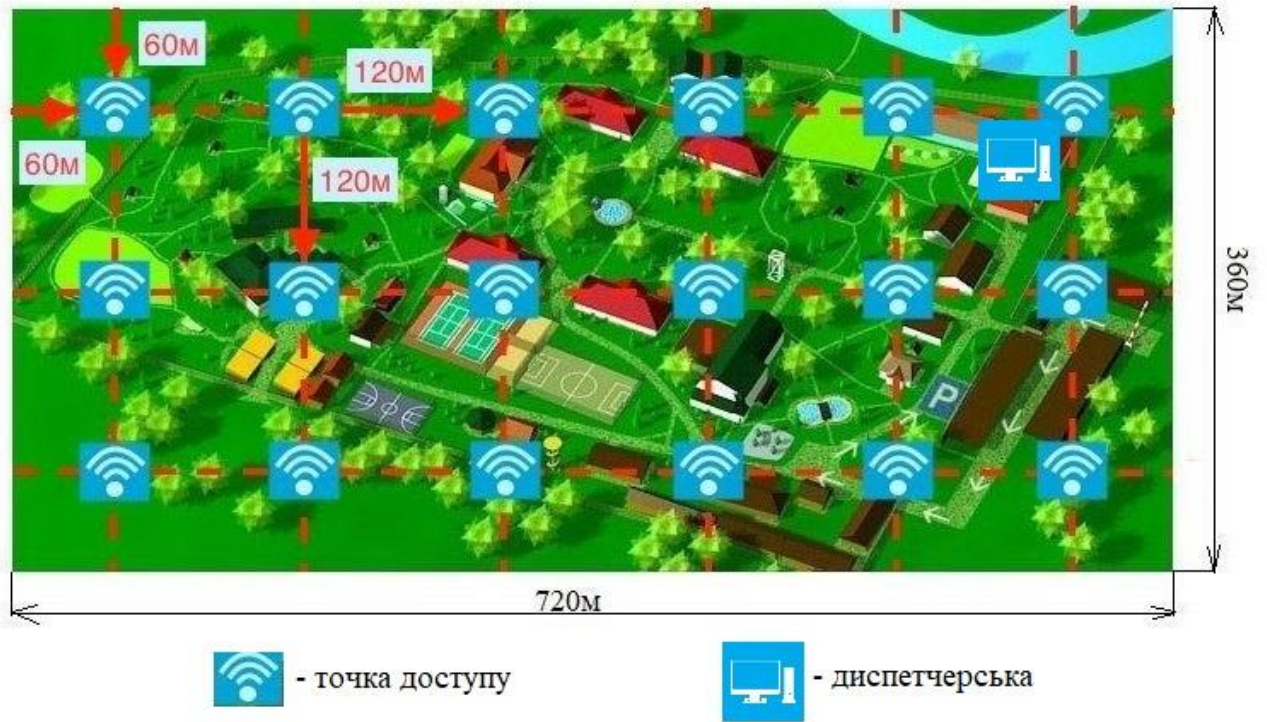 60м
120м
60м
120м
360м
P
720м
- точка доступу
- диспетчерська